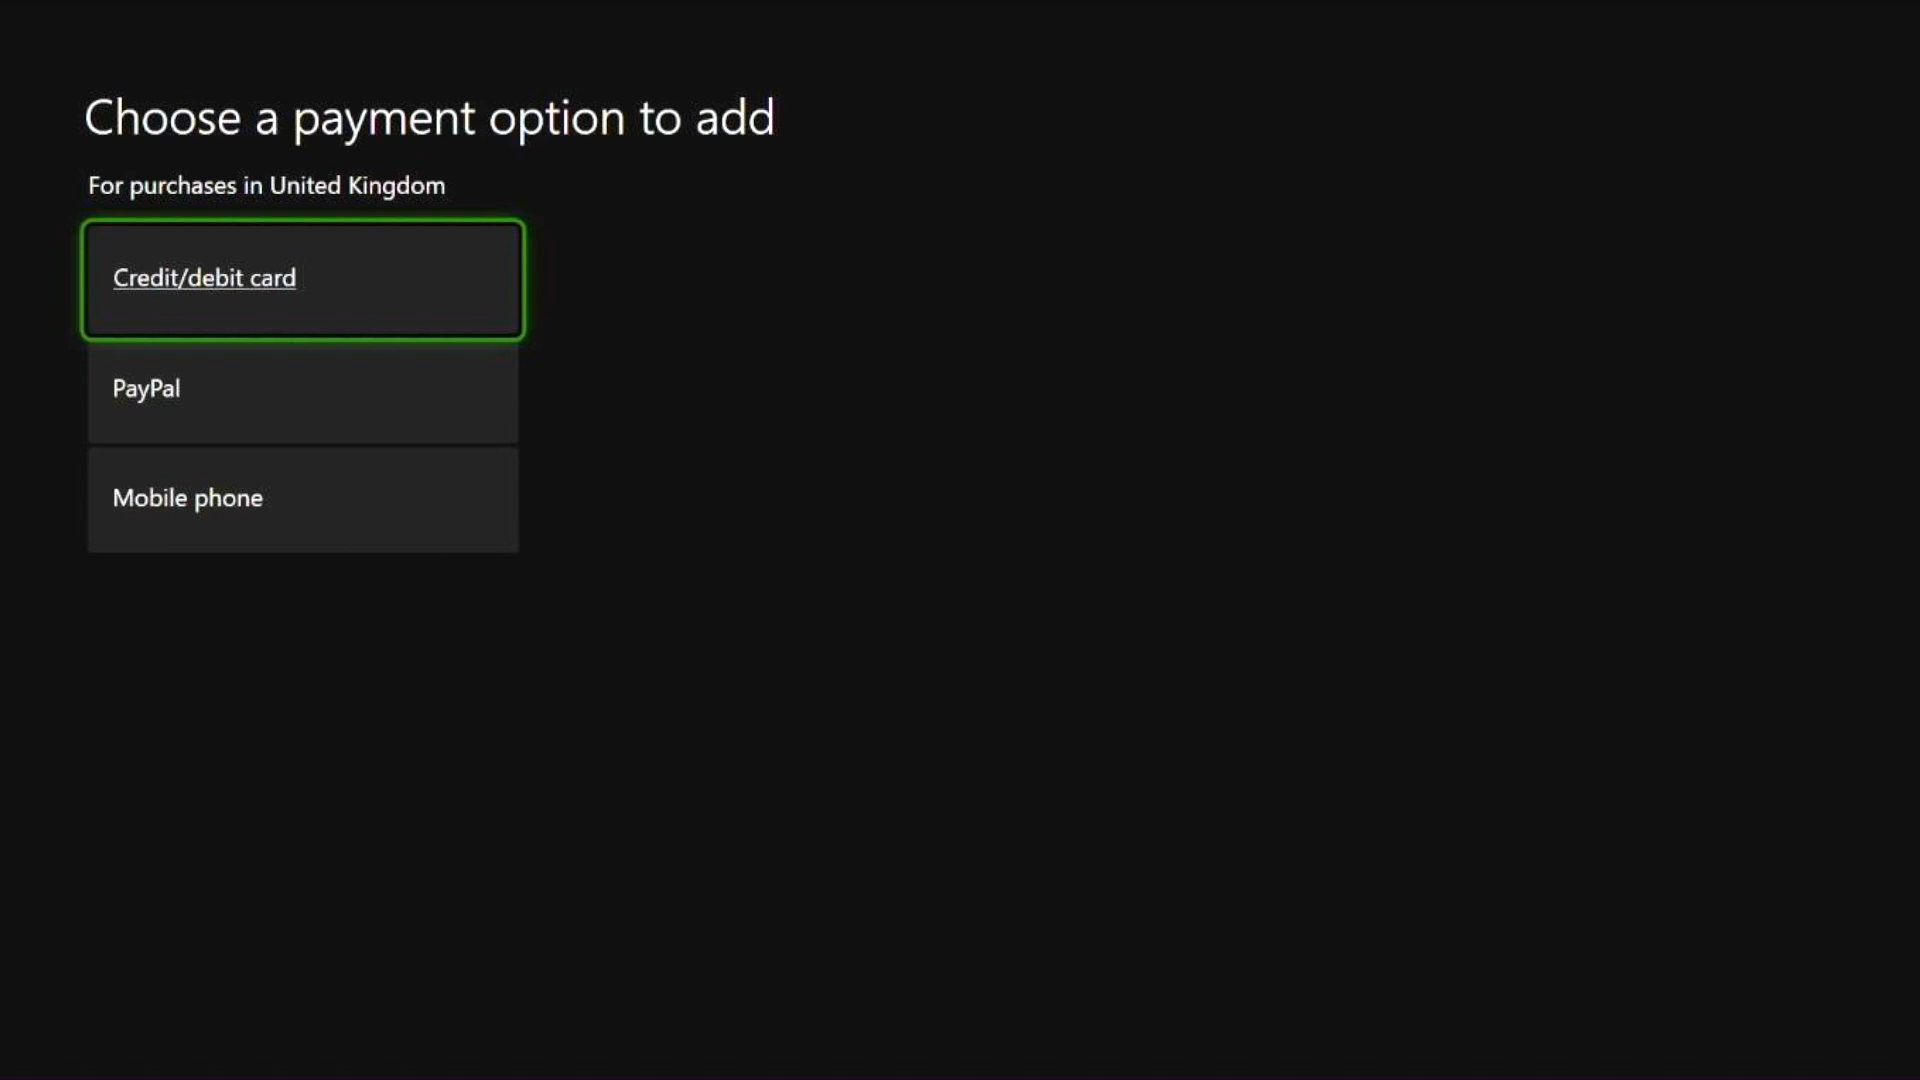 Choose a payment option to add
For purchases in United Kingdom
Credit/debit card
PayPal
Mobile phone